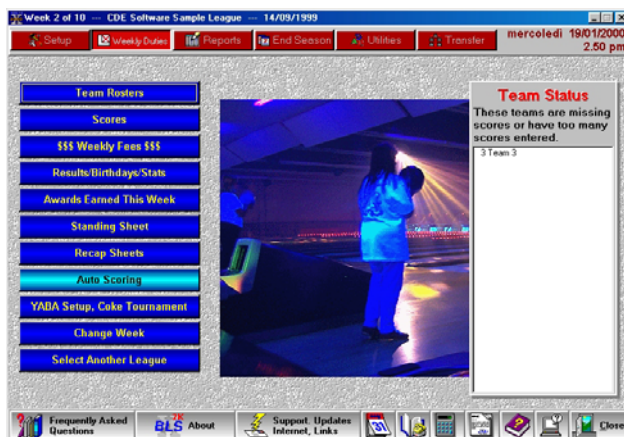 Week 2 of 10 --- CDE Software Sample League --- 14/09/1999
Setup
Weekly Duties
Reports
End Season
Utilities
Transfer
mercoledì 19/01/2000
2.50 pm
Team Rosters
Scores
$$$ Weekly Fees $$$
Results/Birthdays/Stats
Awards Earned This Week
Standing Sheet
Recap Sheets
Auto Scoring
YABA Setup, Coke Tournament
Change Week
Select Another League
Team Status
These teams are missing
scores or have too many
scores entered.
3 Team 3
Frequently Asked
Questions
BLS
About
Support, Updates
Internet, Links
31
Close